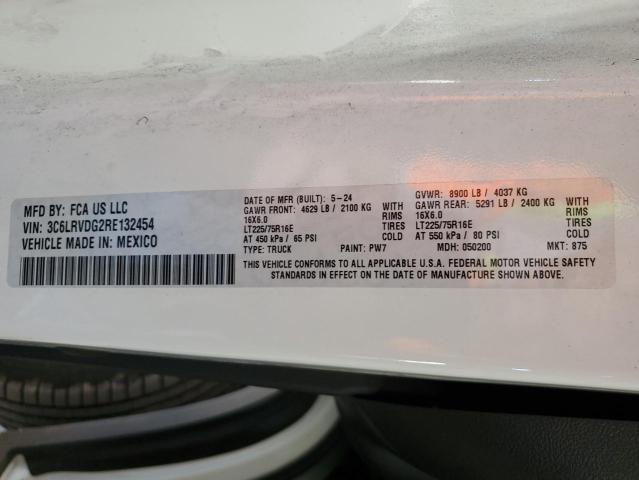 MFD BY: FCA US LLC
VIN: 3C6LRVDG2RE132454
VEHICLE MADE IN: MEXICO
DATE OF MFR (BUILT): 5-24
GAWR FRONT: 4629 LB / 2100 KG WITH
16X6.0 RIMS
LT225/75R16E TIRES
AT 450 kPa / 65 PSI COLD
TYPE: TRUCK PAINT: PW7
GVWR: 8900 LB / 4037 KG
GAWR REAR: 5291 LB / 2400 KG WITH
16X6.0 RIMS
LT225/75R16E TIRES
AT 550 kPa / 80 PSI COLD
MDH: 050200 MKT: 875
THIS VEHICLE CONFORMS TO ALL APPLICABLE U.S.A. FEDERAL MOTOR VEHICLE SAFETY
STANDARDS IN EFFECT ON THE DATE OF MANUFACTURE SHOWN ABOVE.